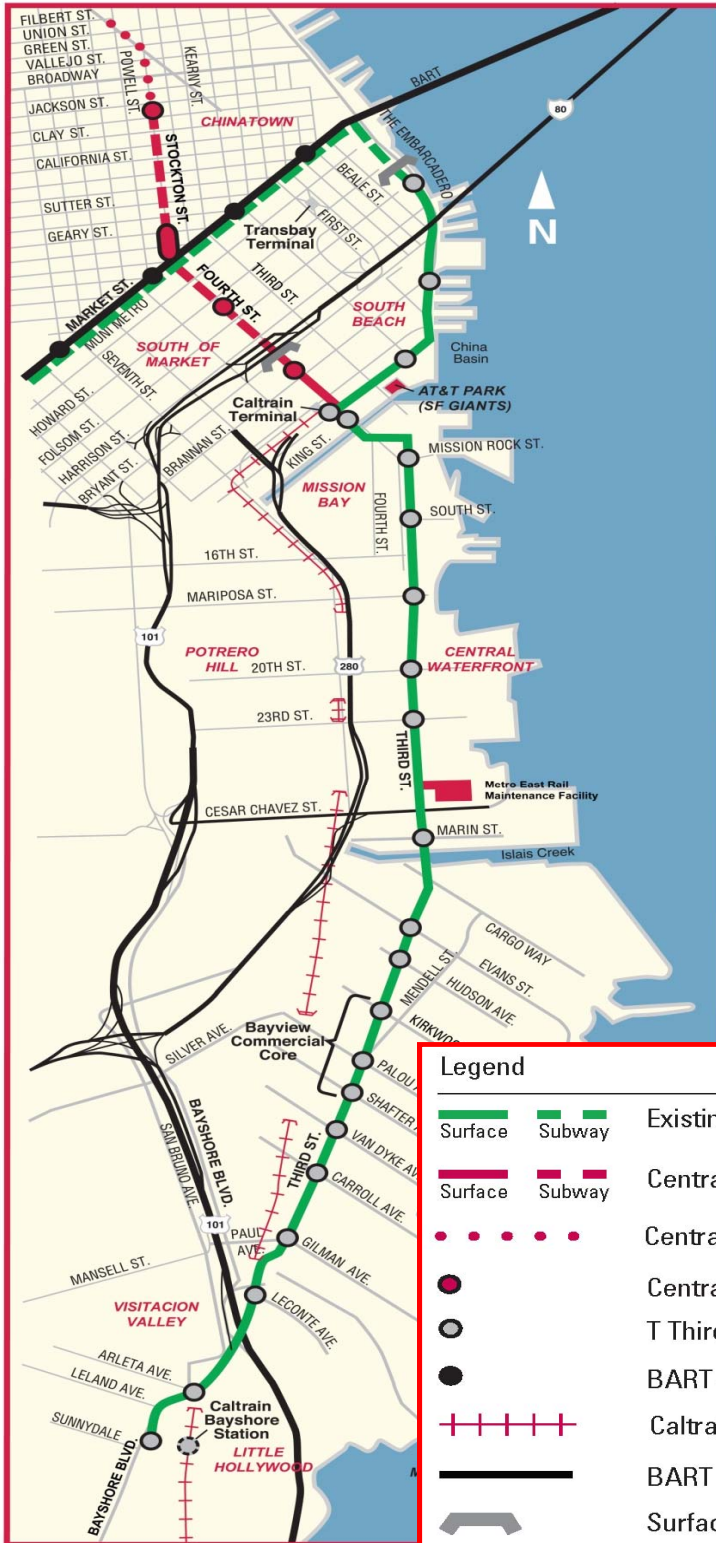 FILBERT ST.
UNION ST.
GREEN ST.
VALLEJO ST.
BROADWAY
POWELL ST.
KEARNY ST.
JACKSON ST.
CLAY ST.
CALIFORNIA ST.
SUTTER ST.
GEARY ST.
STOCKTON ST.
CHINATOWN
BART
80
THE EMBARCADERO
BEALE ST.
FIRST ST.
Transbay
Terminal
N
MARKET ST.
MUNI METRO
FOURTH ST.
THIRD ST.
SOUTH
BEACH
SOUTH OF
MARKET
SEVENTH ST.
China
Basin
AT&T PARK
(SF GIANTS)
HOWARD ST.
FOLSOM ST.
HARRISON ST.
BRYANT ST.
BRANNAN ST.
Caltrain
Terminal
KING ST.
MISSION
BAY
FOURTH ST.
MISSION ROCK ST.
SOUTH ST.
16TH ST.
MARIPOSA ST.
101
POTRERO
HILL
20TH ST.
280
CENTRAL
WATERFRONT
23RD ST.
THIRD ST.
Metro East Rail
Maintenance Facility
CESAR CHAVEZ ST.
MARIN ST.
Islais Creek
CARGO WAY
MENDELL ST.
EVANS ST.
HUDSON AVE.
Bayview
Commercial
Core
SILVER AVE.
PALOU
SHAFTER
VAN DYKE AV
CARROLL AVE.
THIRD ST.
BAYSHORE BLVD.
SAN BRUNO AVE.
101
PAUL
AVE.
GILMAN AVE.
MANSELL ST.
VISITACION
VALLEY
LECONTE AVE.
ARLETA AVE.
LELAND AVE.
SUNNYDALE
Caltrain
Bayshore
Station
LITTLE
HOLLYWOOD
BAYSHORE BLVD.
Legend
Surface Subway Existin
Surface Subway Centra
Centra
Centra
T Third
BART
Caltra
BART
Surfac